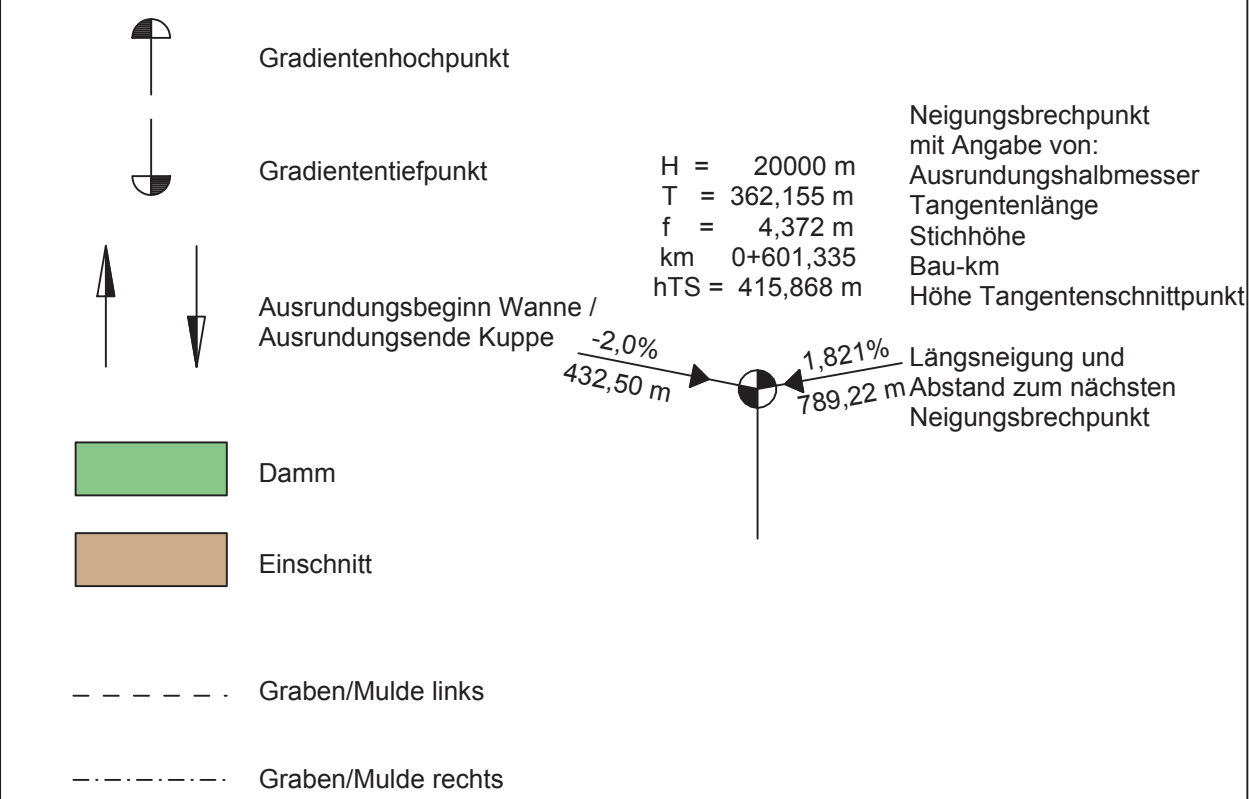 Gradientenhochpunkt
Gradiententiefpunkt
Ausrundungsbeginn Wanne /
Ausrundungsende Kuppe
H = 20000 m
T = 362,155 m
f = 4,372 m
km 0+601,335
hTS = 415,868 m
Neigungsbrechpunkt
mit Angabe von:
Ausrundungshalbmesser
Tangentenlänge
Stichhöhe
Bau-km
Höhe Tangentenschnittpunkt
-2,0%
432,50 m
1,821%
789,22 m
Längsneigung und
Abstand zum nächsten
Neigungsbrechpunkt
Damm
Einschnitt
Graben/Mulde links
Graben/Mulde rechts